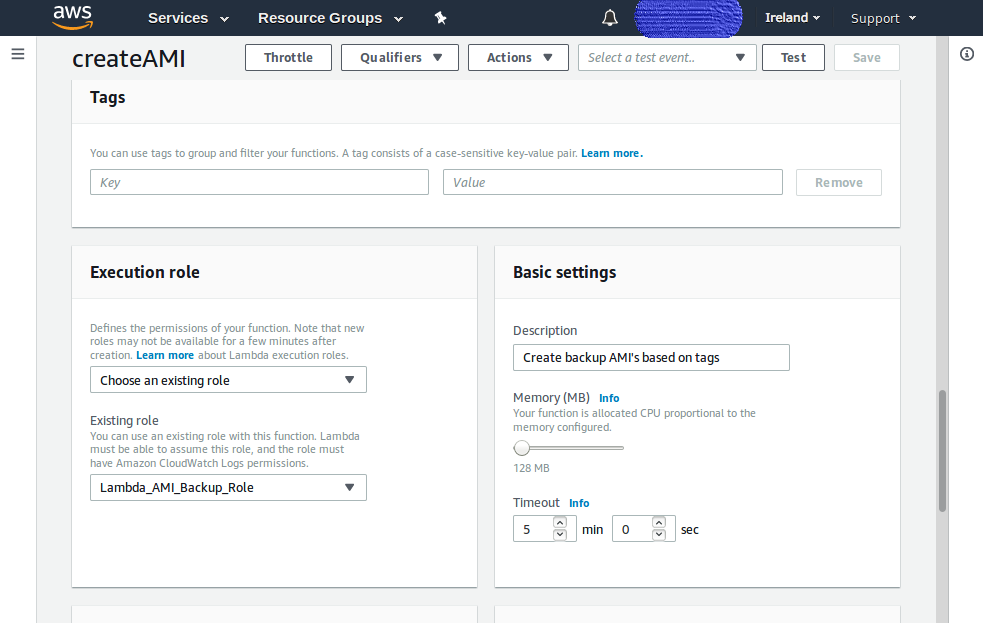 aws Services Resource Groups Ireland Support
createAMI Throttle Qualifiers Actions Select a test event.. Test Save
Tags
You can use tags to group and filter your functions. A tag consists of a case-sensitive key-value pair. Learn more.
Key Value Remove
Execution role
Defines the permissions of your function. Note that new
roles may not be available for a few minutes after
creation. Learn more about Lambda execution roles.
Choose an existing role
Existing role
You can use an existing role with this function. Lambda
must be able to assume this role, and the role must
have Amazon CloudWatch Logs permissions.
Lambda_AMI_Backup_Role
Basic settings
Description
Create backup AMI's based on tags
Memory (MB) Info
Your function is allocated CPU proportional to the
memory configured.
128 MB
Timeout Info
5 min 0 sec